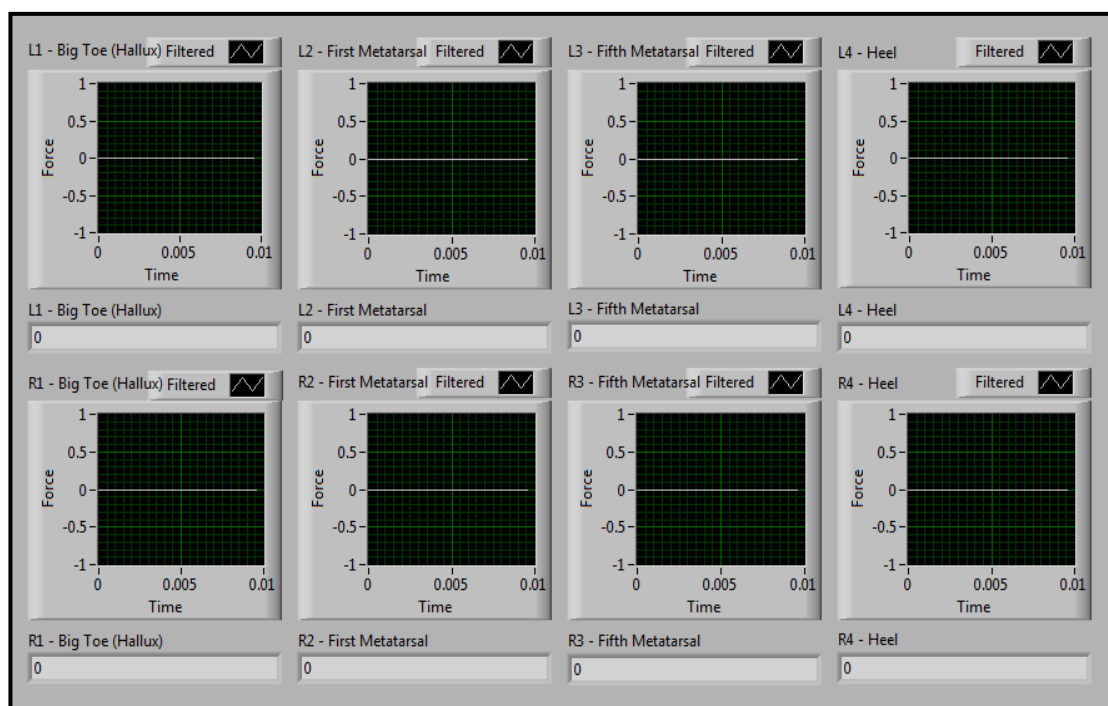 L1 - Big Toe (Hallux) Filtered
L2 - First Metatarsal Filtered
L3 - Fifth Metatarsal Filtered
L4 - Heel Filtered
1
0.5
0
-0.5
-1
Force
0 0.005 0.01
Time
1
0.5
0
-0.5
-1
Force
0 0.005 0.01
Time
1
0.5
0
-0.5
-1
Force
0 0.005 0.01
Time
1
0.5
0
-0.5
-1
Force
0 0.005 0.01
Time
L1 - Big Toe (Hallux)
0
L2 - First Metatarsal
0
L3 - Fifth Metatarsal
0
L4 - Heel
0
R1 - Big Toe (Hallux) Filtered
R2 - First Metatarsal Filtered
R3 - Fifth Metatarsal Filtered
R4 - Heel Filtered
1
0.5
0
-0.5
-1
Force
0 0.005 0.01
Time
1
0.5
0
-0.5
-1
Force
0 0.005 0.01
Time
1
0.5
0
-0.5
-1
Force
0 0.005 0.01
Time
1
0.5
0
-0.5
-1
Force
0 0.005 0.01
Time
R1 - Big Toe (Hallux)
0
R2 - First Metatarsal
0
R3 - Fifth Metatarsal
0
R4 - Heel
0